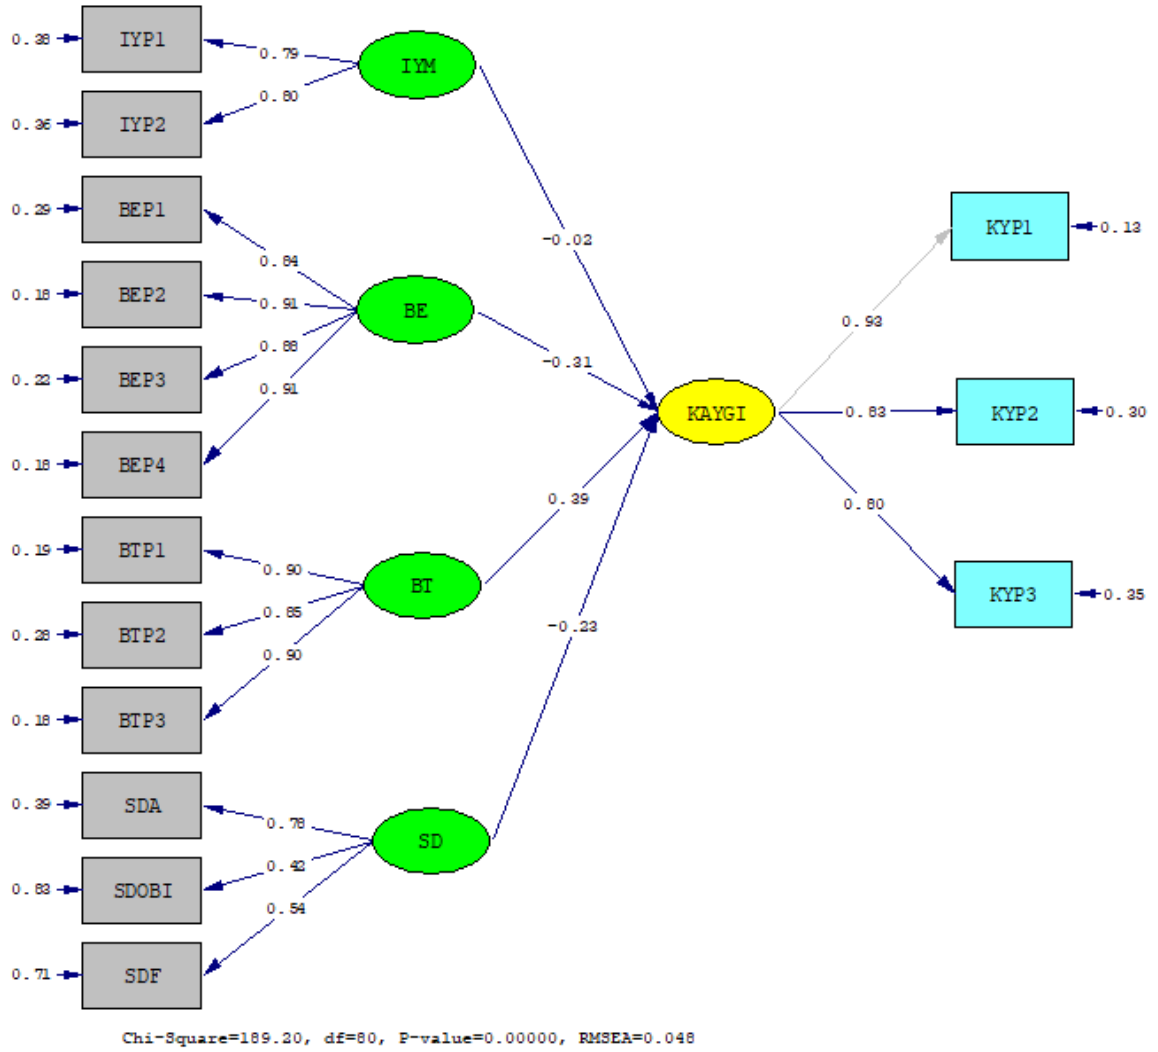 0.38 IYP1 0.79 IYM
0.36 IYP2 0.80
0.29 BEP1 0.84
0.18 BEP2 0.91 BE
0.22 BEP3 0.88
0.18 BEP4 0.91
0.19 BTP1 0.90 BT
0.28 BTP2 0.85
0.18 BTP3 0.90
0.39 SDA 0.78 SD
0.83 SDOBI 0.42
0.71 SDF 0.54
-0.02
-0.31
0.39
-0.23
KAYGI
0.93 KYP1 0.13
0.83 KYP2 0.30
0.80 KYP3 0.35
Chi-Square=189.20, df=80, P-value=0.00000, RMSEA=0.048